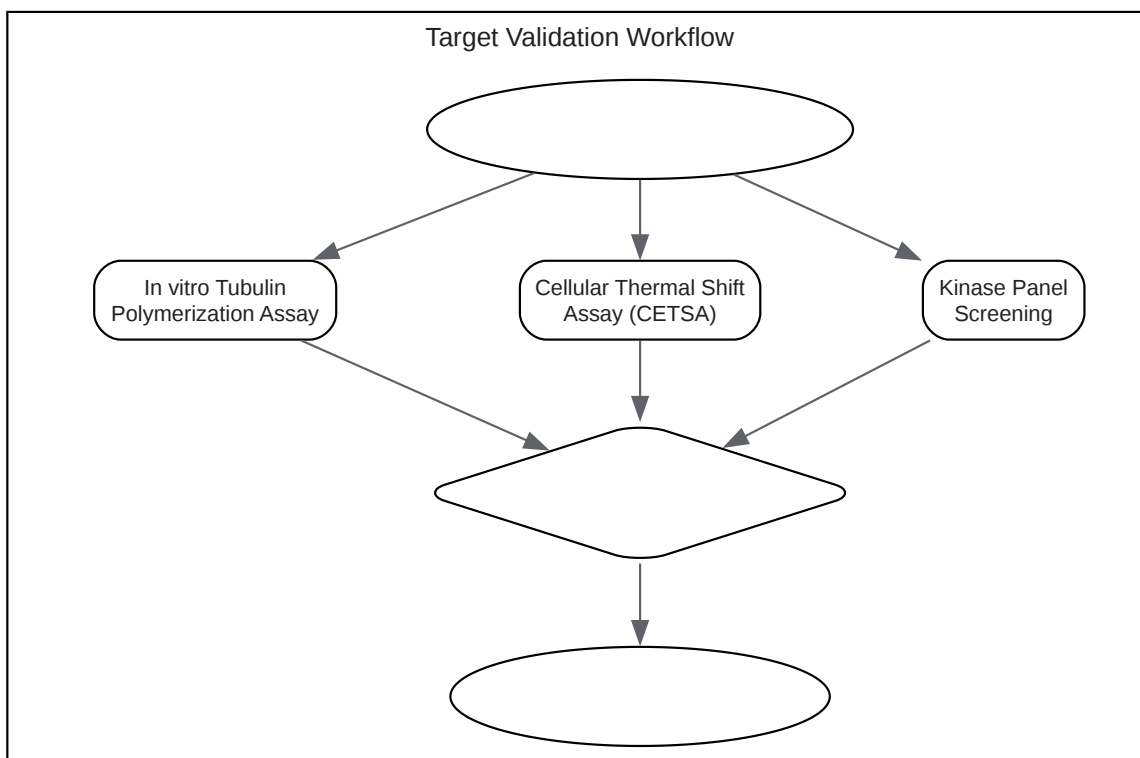 Target Validation Workflow
In vitro Tubulin
Polymerization Assay
Cellular Thermal Shift
Assay (CETSA)
Kinase Panel
Screening